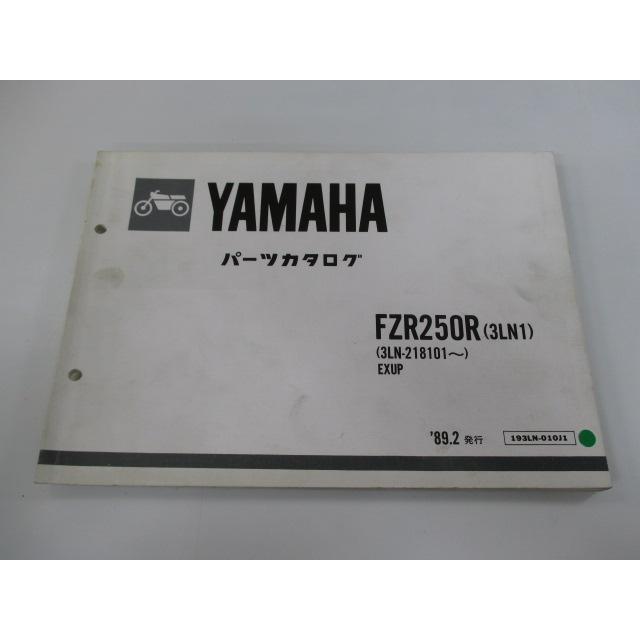 YAMAHA
パーツカタログ
FZR250R(3LN1)
(3LN-218101〜)
EXUP
'89.2 発行
193LN-010J1